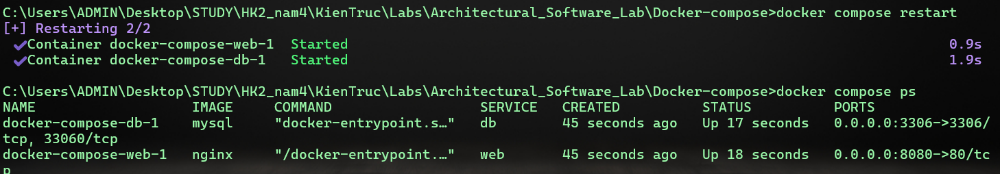 C:\Users\ADMIN\Desktop\STUDY\HK2_nam4\KienTruc\Labs\Architectural_Software_Lab\Docker-compose>docker compose restart
[+] Restarting 2/2
✔Container docker-compose-web-1  Started 0.9s
✔Container docker-compose-db-1   Started 1.9s
C:\Users\ADMIN\Desktop\STUDY\HK2_nam4\KienTruc\Labs\Architectural_Software_Lab\Docker-compose>docker compose ps
NAME                   IMAGE     COMMAND                  SERVICE   CREATED          STATUS          PORTS
docker-compose-db-1    mysql     "docker-entrypoint.s…"   db        45 seconds ago   Up 17 seconds   0.0.0.0:3306->3306/
tcp, 33060/tcp
docker-compose-web-1   nginx     "/docker-entrypoint.…"   web       45 seconds ago   Up 18 seconds   0.0.0.0:8080->80/tc
p